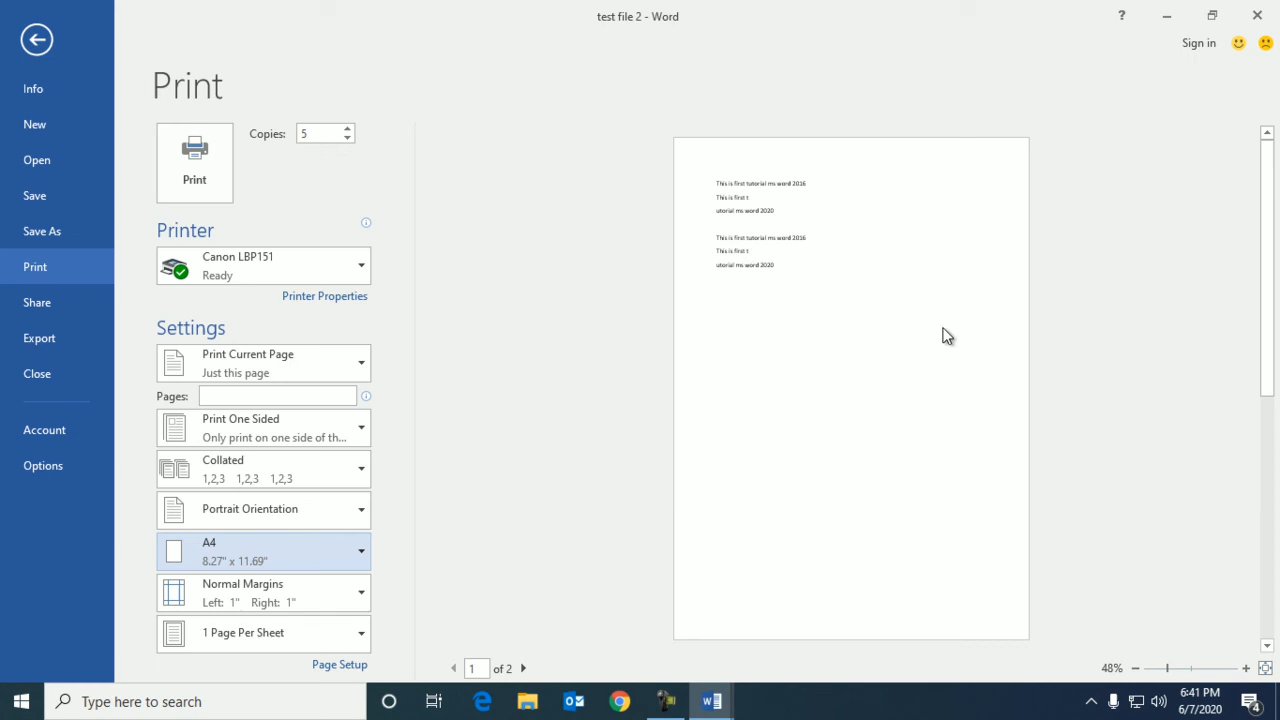 test file 2 - Word
?
Sign in
Info
New
Open
Save
Save As
Print
Share
Export
Close
Account
Options
Print
Print
Copies: 5
Printer
Canon LBP151
Ready
Printer Properties
Settings
Print Current Page
Just this page
Pages:
Print One Sided
Only print on one side of th...
Collated
1,2,3 1,2,3 1,2,3
Portrait Orientation
A4
8.27" x 11.69"
Normal Margins
Left: 1" Right: 1"
1 Page Per Sheet
Page Setup
This is first tutorial ms word 2016
This is first t
utorial ms word 2020
This is first tutorial ms word 2016
This is first t
utorial ms word 2020
1 of 2
48%
Type here to search
6:41 PM
6/7/2020
4